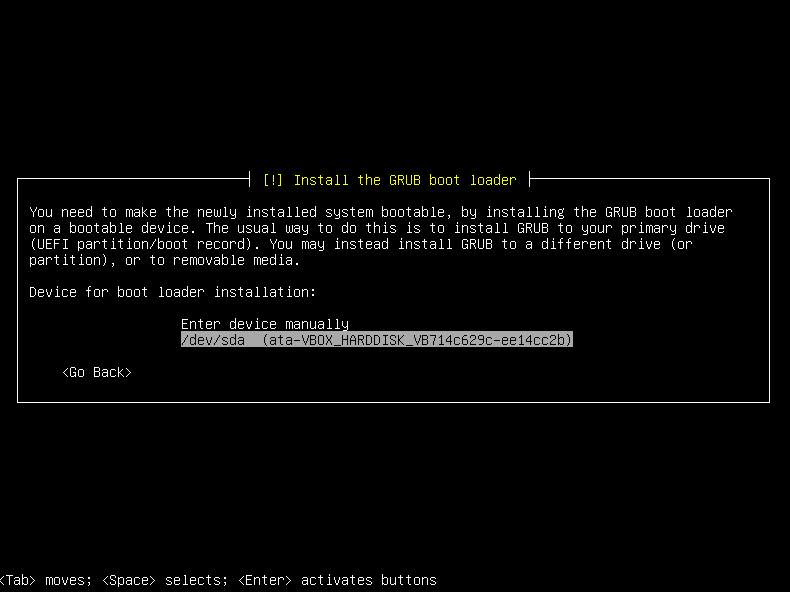 [!] Install the GRUB boot loader
You need to make the newly installed system bootable, by installing the GRUB boot loader
on a bootable device. The usual way to do this is to install GRUB to your primary drive
(UEFI partition/boot record). You may instead install GRUB to a different drive (or
partition), or to removable media.
Device for boot loader installation:
Enter device manually
/dev/sda  (ata-VBOX_HARDDISK_VB714c629c-ee14cc2b)
<Go Back>
<Tab> moves; <Space> selects; <Enter> activates buttons